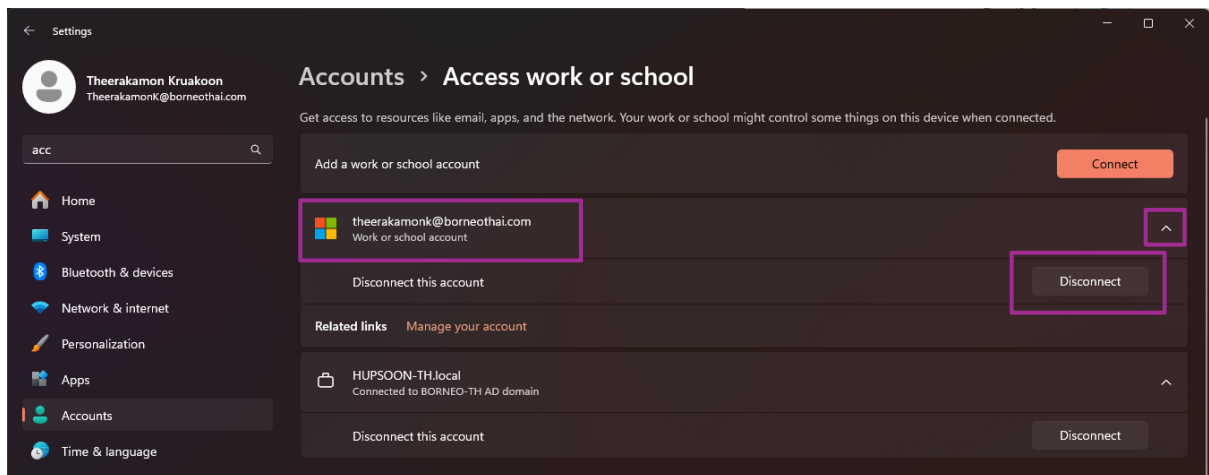 Settings
Theerakamon Kruakoon
TheerakamonK@borneothai.com
acc
Home
System
Bluetooth & devices
Network & internet
Personalization
Apps
Accounts
Time & language
Accounts > Access work or school
Get access to resources like email, apps, and the network. Your work or school might control some things on this device when connected.
Add a work or school account
Connect
theerakamonk@borneothai.com
Work or school account
Disconnect this account
Disconnect
Related links Manage your account
HUPSOON-TH.local
Connected to BORNEO-TH AD domain
Disconnect this account
Disconnect